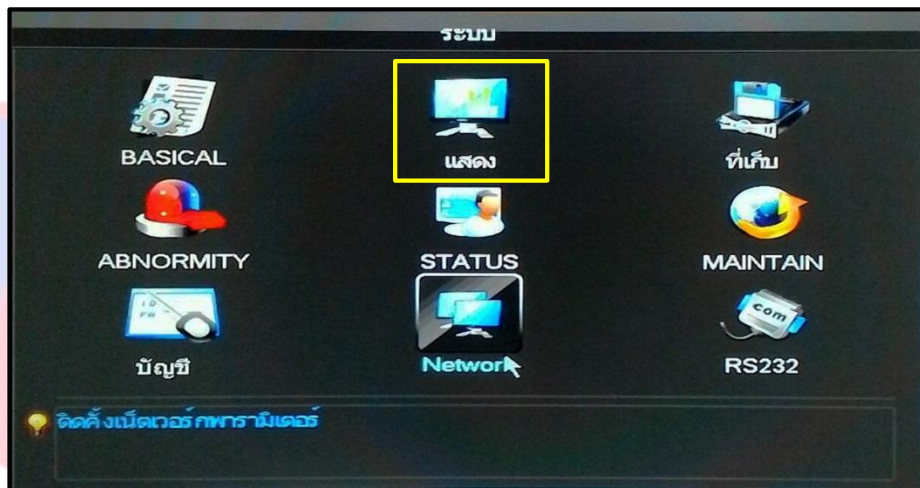 ระบบ
BASICAL
แสดง
ที่เก็บ
ABNORMITY
STATUS
MAINTAIN
บัญชี
Network
RS232
ติดตั้งเน็ตเวอร์กพารามิเตอร์